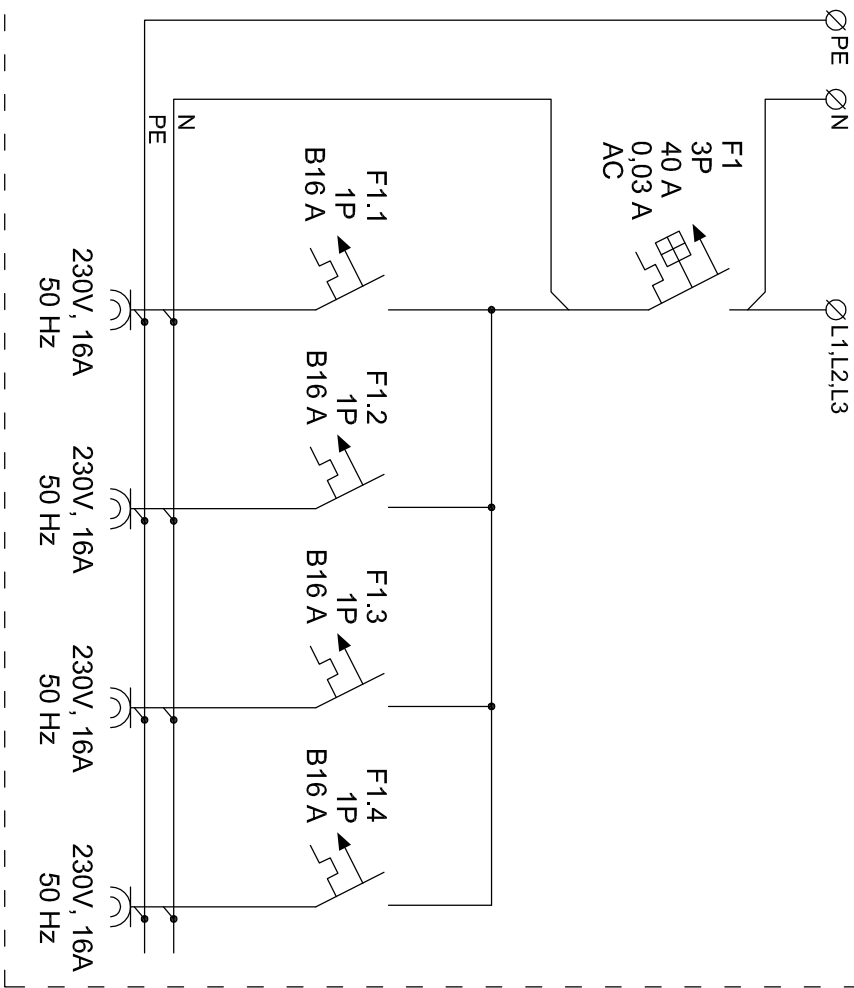 PE
N
L1,L2,L3
F1
3P
40 A
0,03 A
AC
F1.1
1P
B16 A
F1.2
1P
B16 A
F1.3
1P
B16 A
F1.4
1P
B16 A
N
PE
230V, 16A
50 Hz
230V, 16A
50 Hz
230V, 16A
50 Hz
230V, 16A
50 Hz